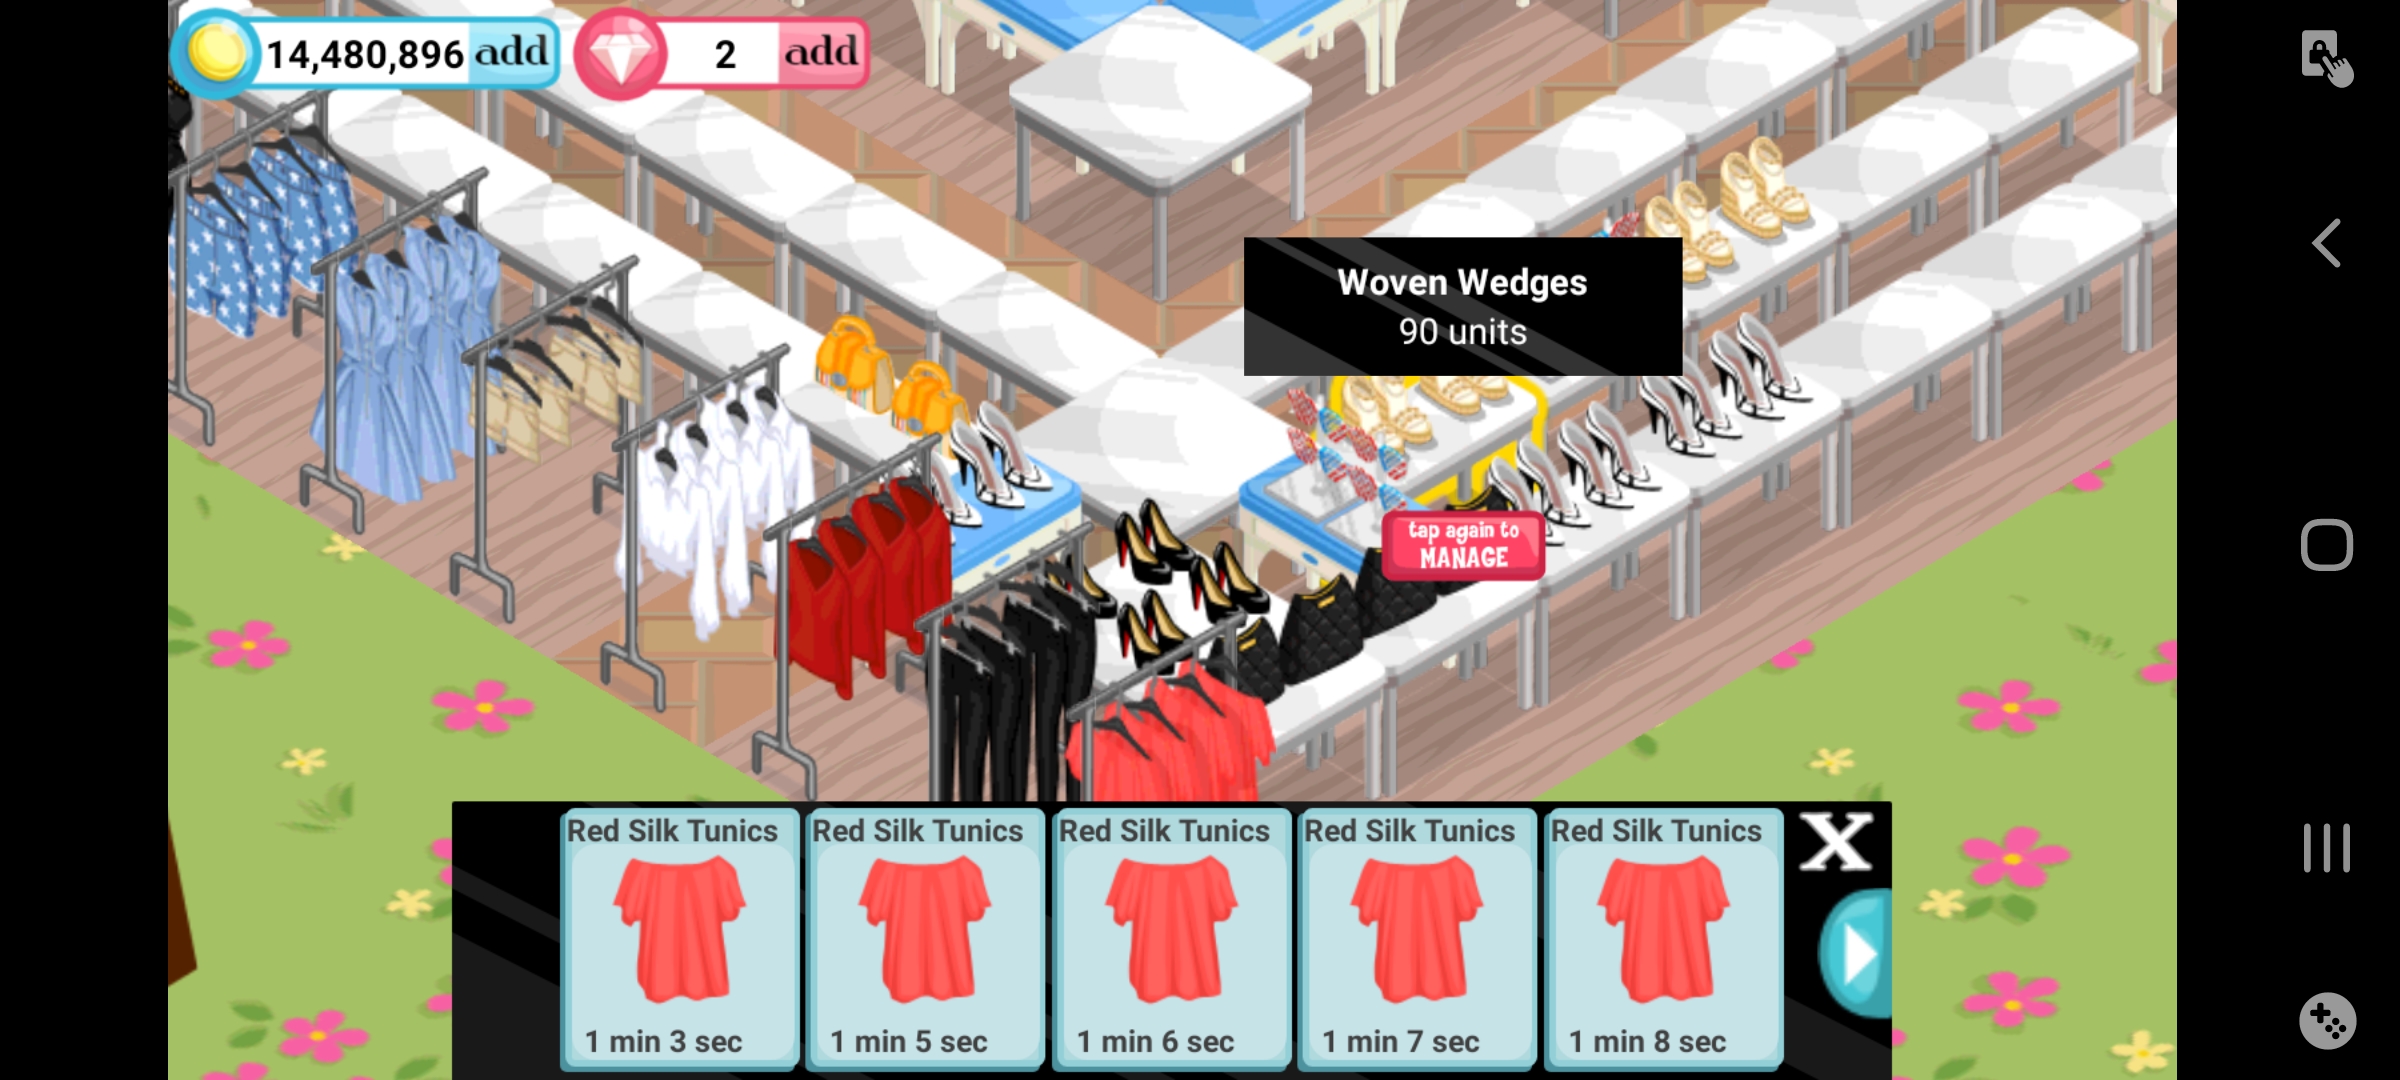 14,480,896 add
2 add
Woven Wedges
90 units
tap again to
MANAGE
Red Silk Tunics
1 min 3 sec
Red Silk Tunics
1 min 5 sec
Red Silk Tunics
1 min 6 sec
Red Silk Tunics
1 min 7 sec
Red Silk Tunics
1 min 8 sec
X